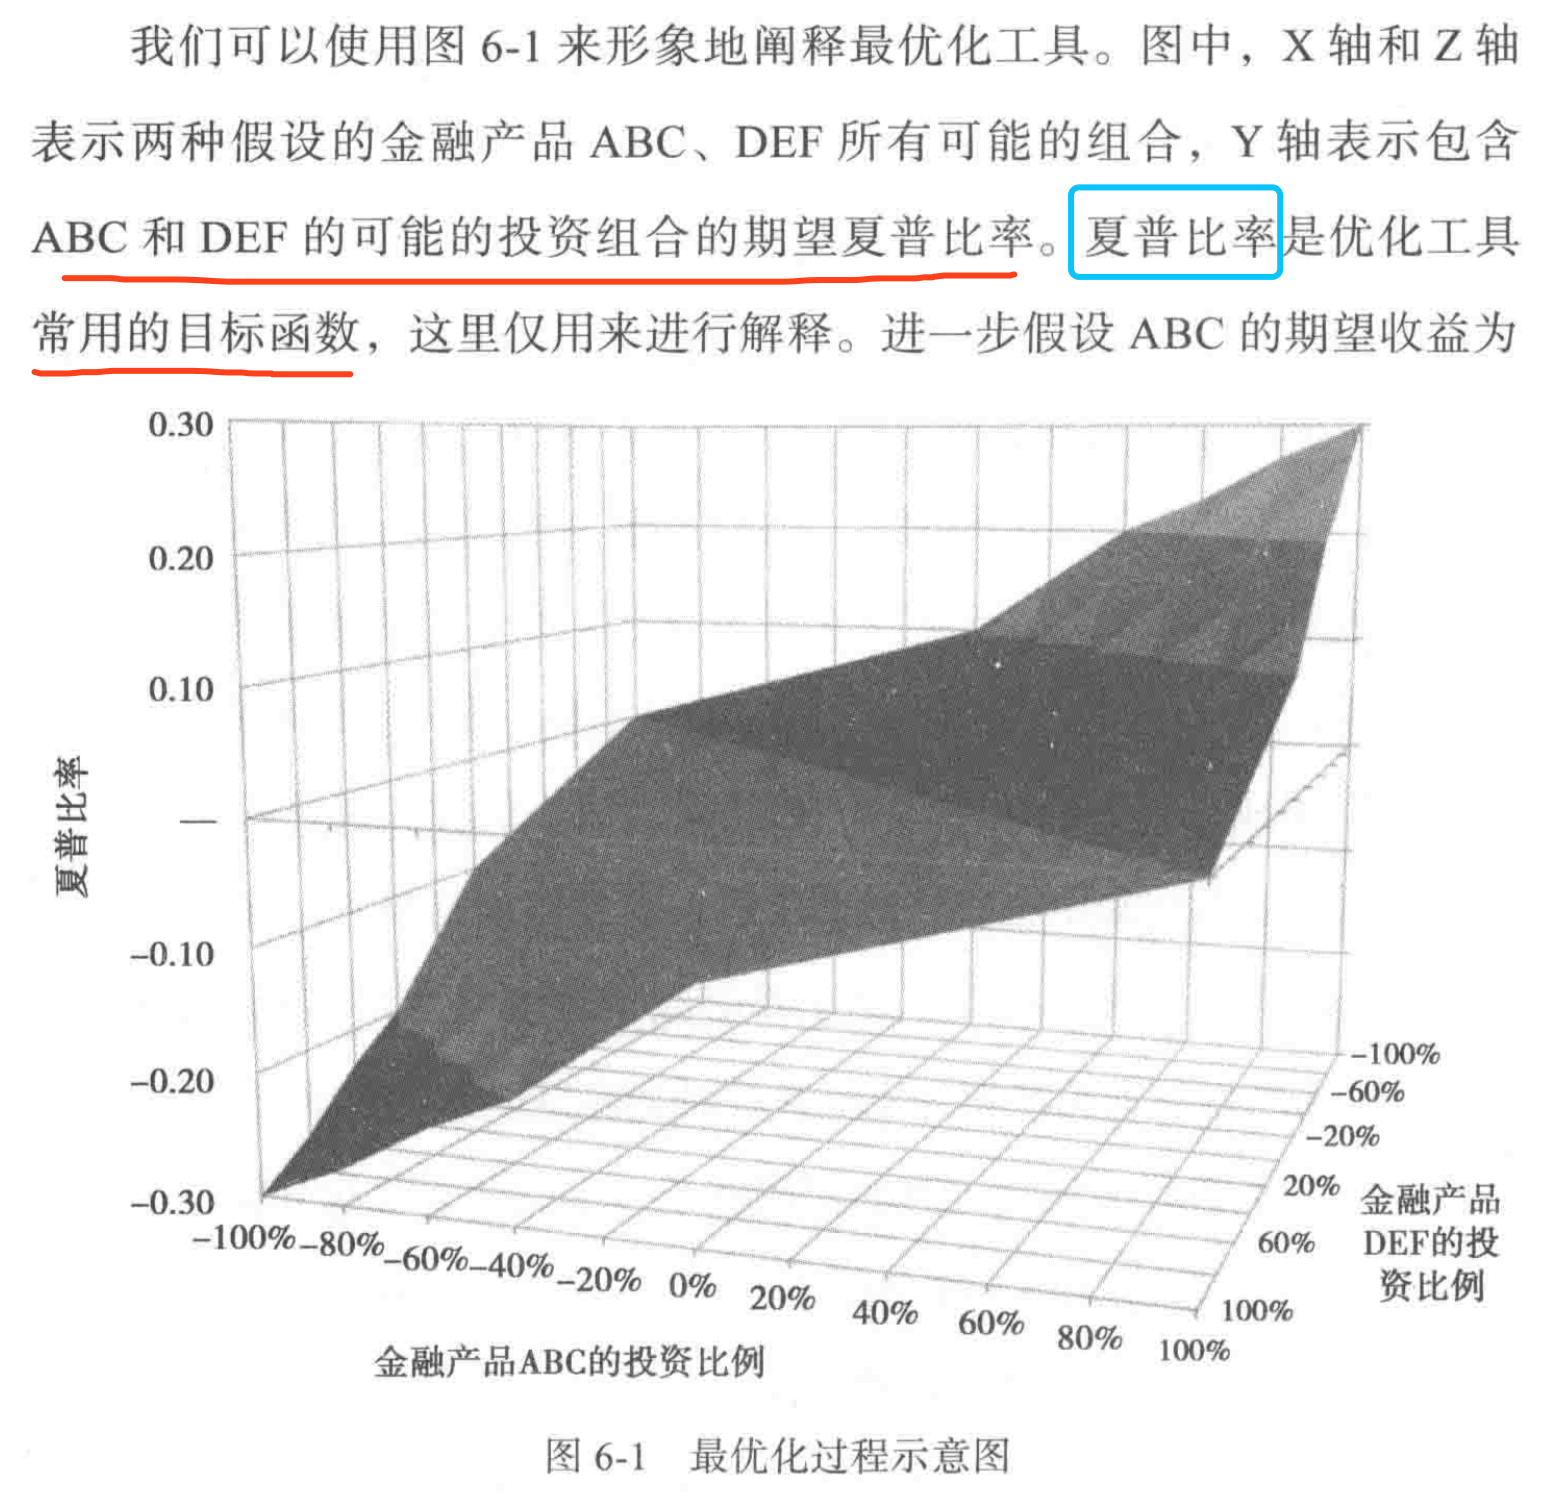 我们可以使用图 6-1 来形象地阐释最优化工具。图中，X 轴和 Z 轴
表示两种假设的金融产品 ABC、DEF 所有可能的组合，Y 轴表示包含
ABC 和 DEF 的可能的投资组合的期望夏普比率。夏普比率是优化工具
常用的目标函数，这里仅用来进行解释。进一步假设 ABC 的期望收益为
0.30
0.20
0.10
—
-0.10
-0.20
-0.30
夏普比率
-100%
-80%
-60%
-40%
-20%
0%
20%
40%
60%
80%
100%
金融产品ABC的投资比例
-100%
-60%
-20%
20%
60%
100%
金融产品
DEF的投
资比例
图 6-1 最优化过程示意图